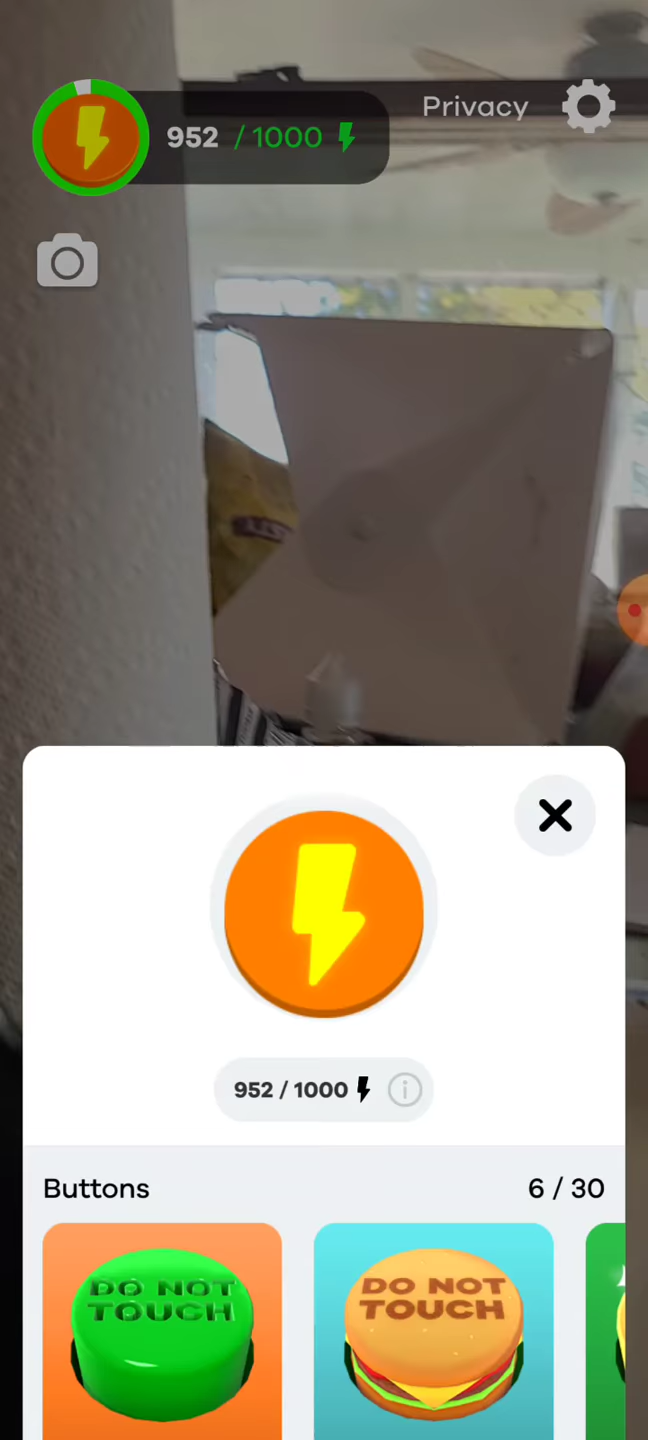 Privacy
952 / 1000
952 / 1000
Buttons
6 / 30
DO NOT
TOUCH
DO NOT
TOUCH